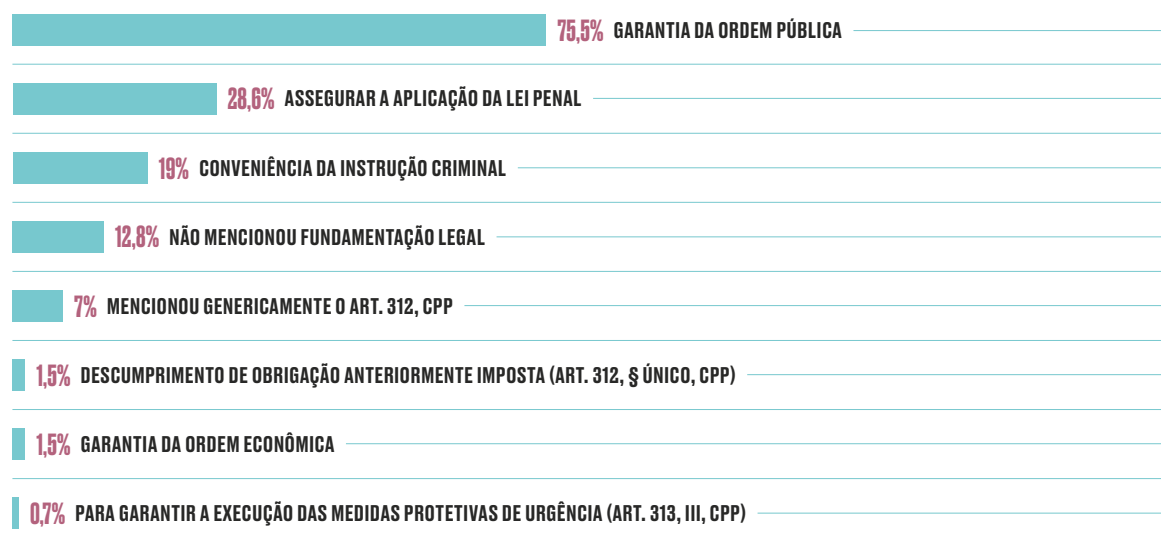 75,5% GARANTIA DA ORDEM PÚBLICA
28,6% ASSEGURAR A APLICAÇÃO DA LEI PENAL
19% CONVENIÊNCIA DA INSTRUÇÃO CRIMINAL
12,8% NÃO MENCIONOU FUNDAMENTAÇÃO LEGAL
7% MENCIONOU GENERICAMENTE O ART. 312, CPP
1,5% DESCUMPRIMENTO DE OBRIGAÇÃO ANTERIORMENTE IMPOSTA (ART. 312, § ÚNICO, CPP)
1,5% GARANTIA DA ORDEM ECONÔMICA
0,7% PARA GARANTIR A EXECUÇÃO DAS MEDIDAS PROTETIVAS DE URGÊNCIA (ART. 313, III, CPP)